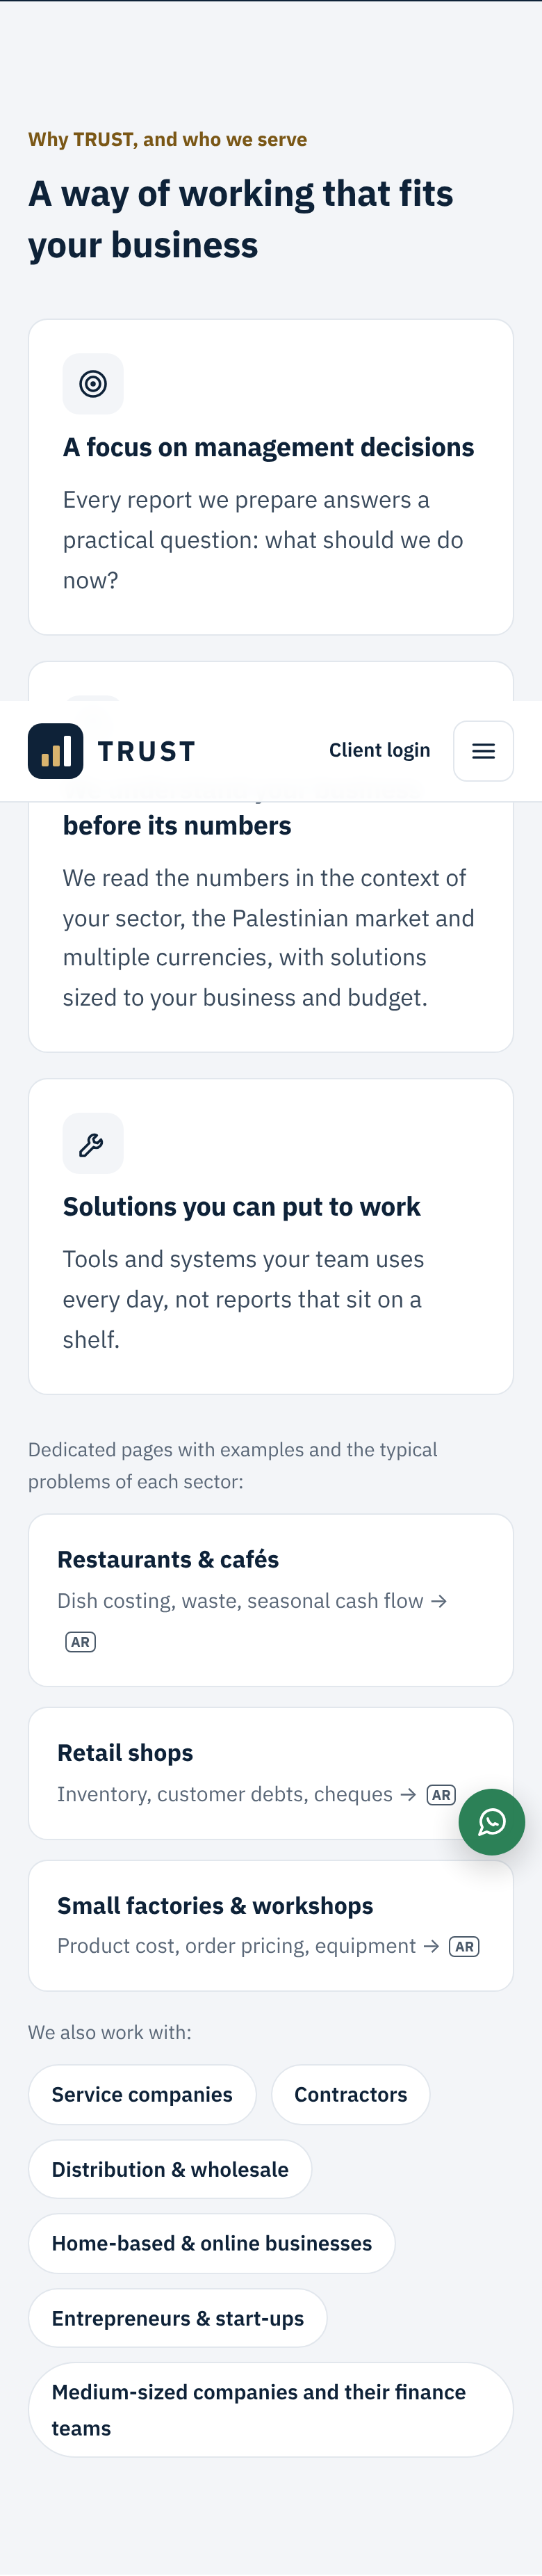 Why TRUST, and who we serve
A way of working that fits
your business
A focus on management decisions
Every report we prepare answers a
practical question: what should we do
now?
TRUST
Client login
before its numbers
We read the numbers in the context of
your sector, the Palestinian market and
multiple currencies, with solutions
sized to your business and budget.
Solutions you can put to work
Tools and systems your team uses
every day, not reports that sit on a
shelf.
Dedicated pages with examples and the typical
problems of each sector:
Restaurants & cafés
Dish costing, waste, seasonal cash flow →
AR
Retail shops
Inventory, customer debts, cheques → AR
Small factories & workshops
Product cost, order pricing, equipment → AR
We also work with:
Service companies
Contractors
Distribution & wholesale
Home-based & online businesses
Entrepreneurs & start-ups
Medium-sized companies and their finance
teams